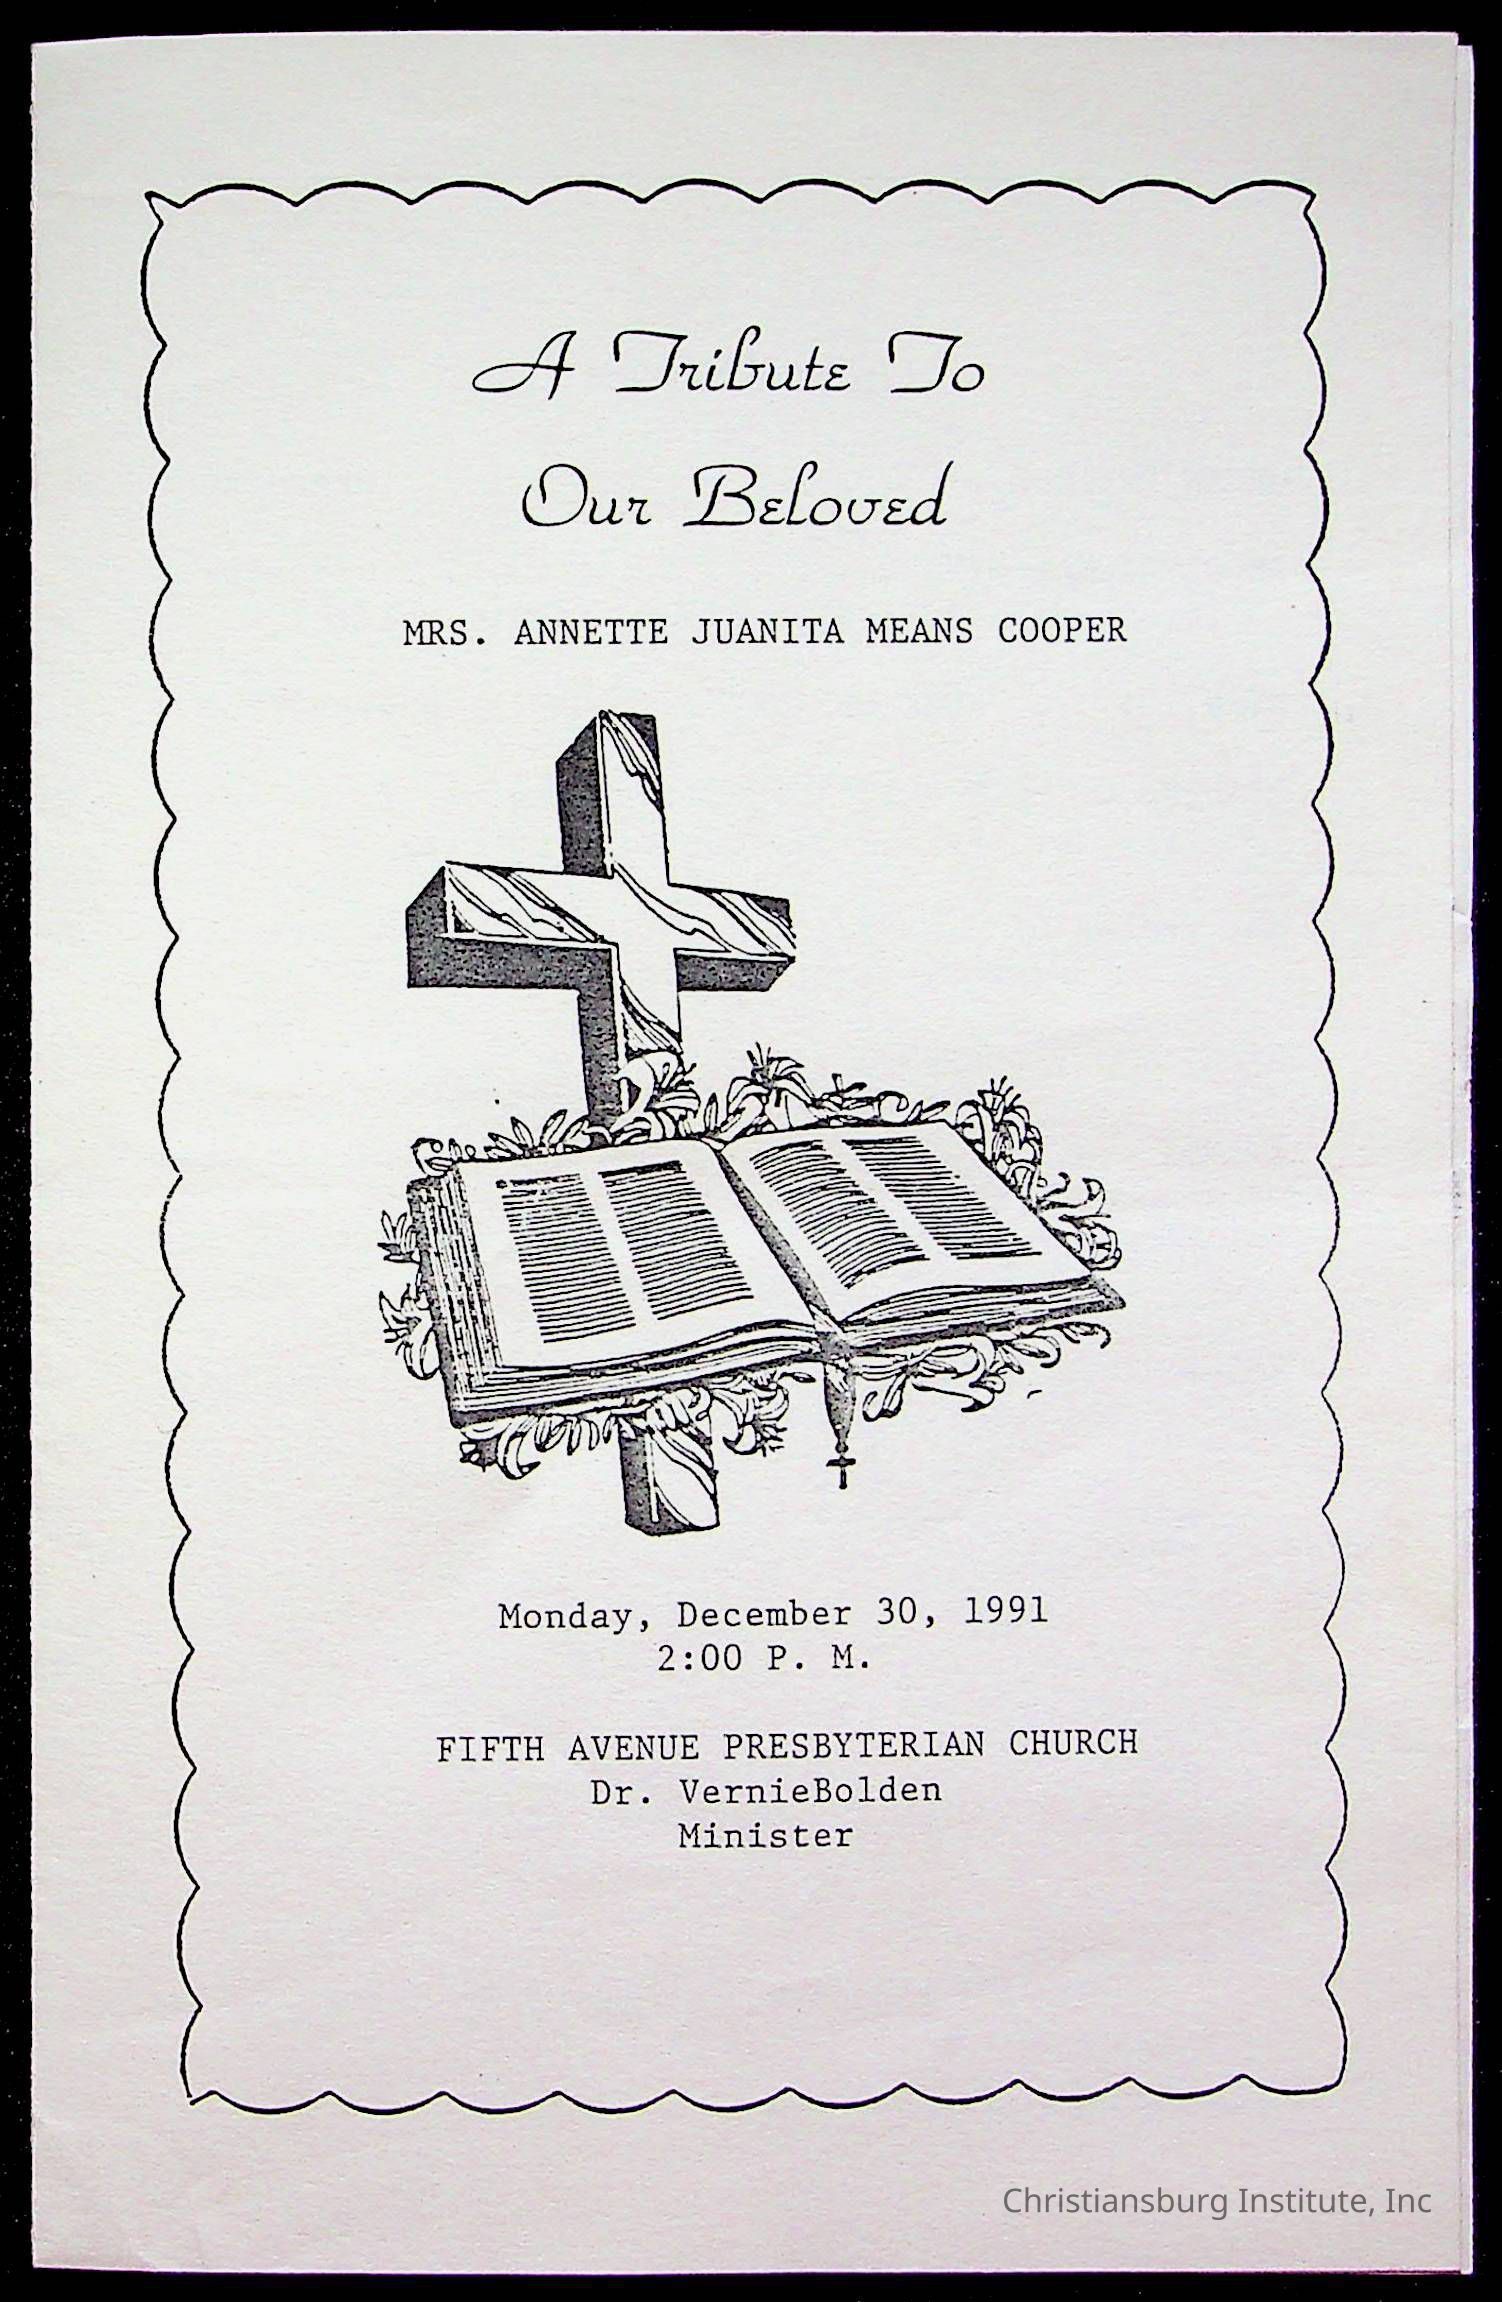 A Tribute To
Our Beloved
MRS. ANNETTE JUANITA MEANS COOPER
Monday, December 30, 1991
2:00 P. M.
FIFTH AVENUE PRESBYTERIAN CHURCH
Dr. VernieBolden
Minister
Christiansburg Institute, Inc